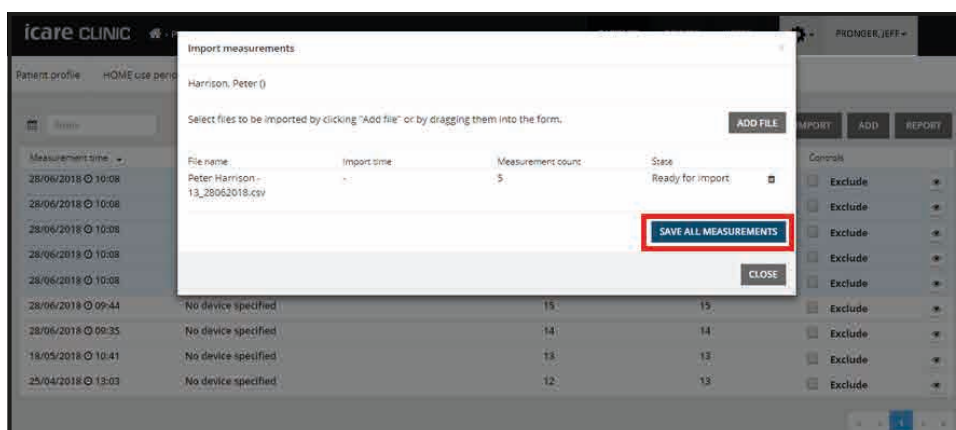 icare CLINIC
PRONGER, JEFF
Import measurements
Patient profile HOME use
Harrison, Peter ()
Select files to be imported by clicking "Add file" or by dragging them into the form.
ADD FILE
IMPORT ADD REPORT
Measurement time
File name Import time Measurement count State
Controls
Peter Harrison - - 5 Ready for import
13_28062018.csv
28/06/2018 10:08 Exclude
28/06/2018 10:08 Exclude
28/06/2018 10:08 Exclude
SAVE ALL MEASUREMENTS
28/06/2018 10:08 Exclude
28/06/2018 10:08 Exclude
CLOSE
28/06/2018 09:44 No device specified 15 15 Exclude
28/06/2018 09:35 No device specified 14 14 Exclude
18/05/2018 10:41 No device specified 13 13 Exclude
25/04/2018 13:03 No device specified 12 13 Exclude
1